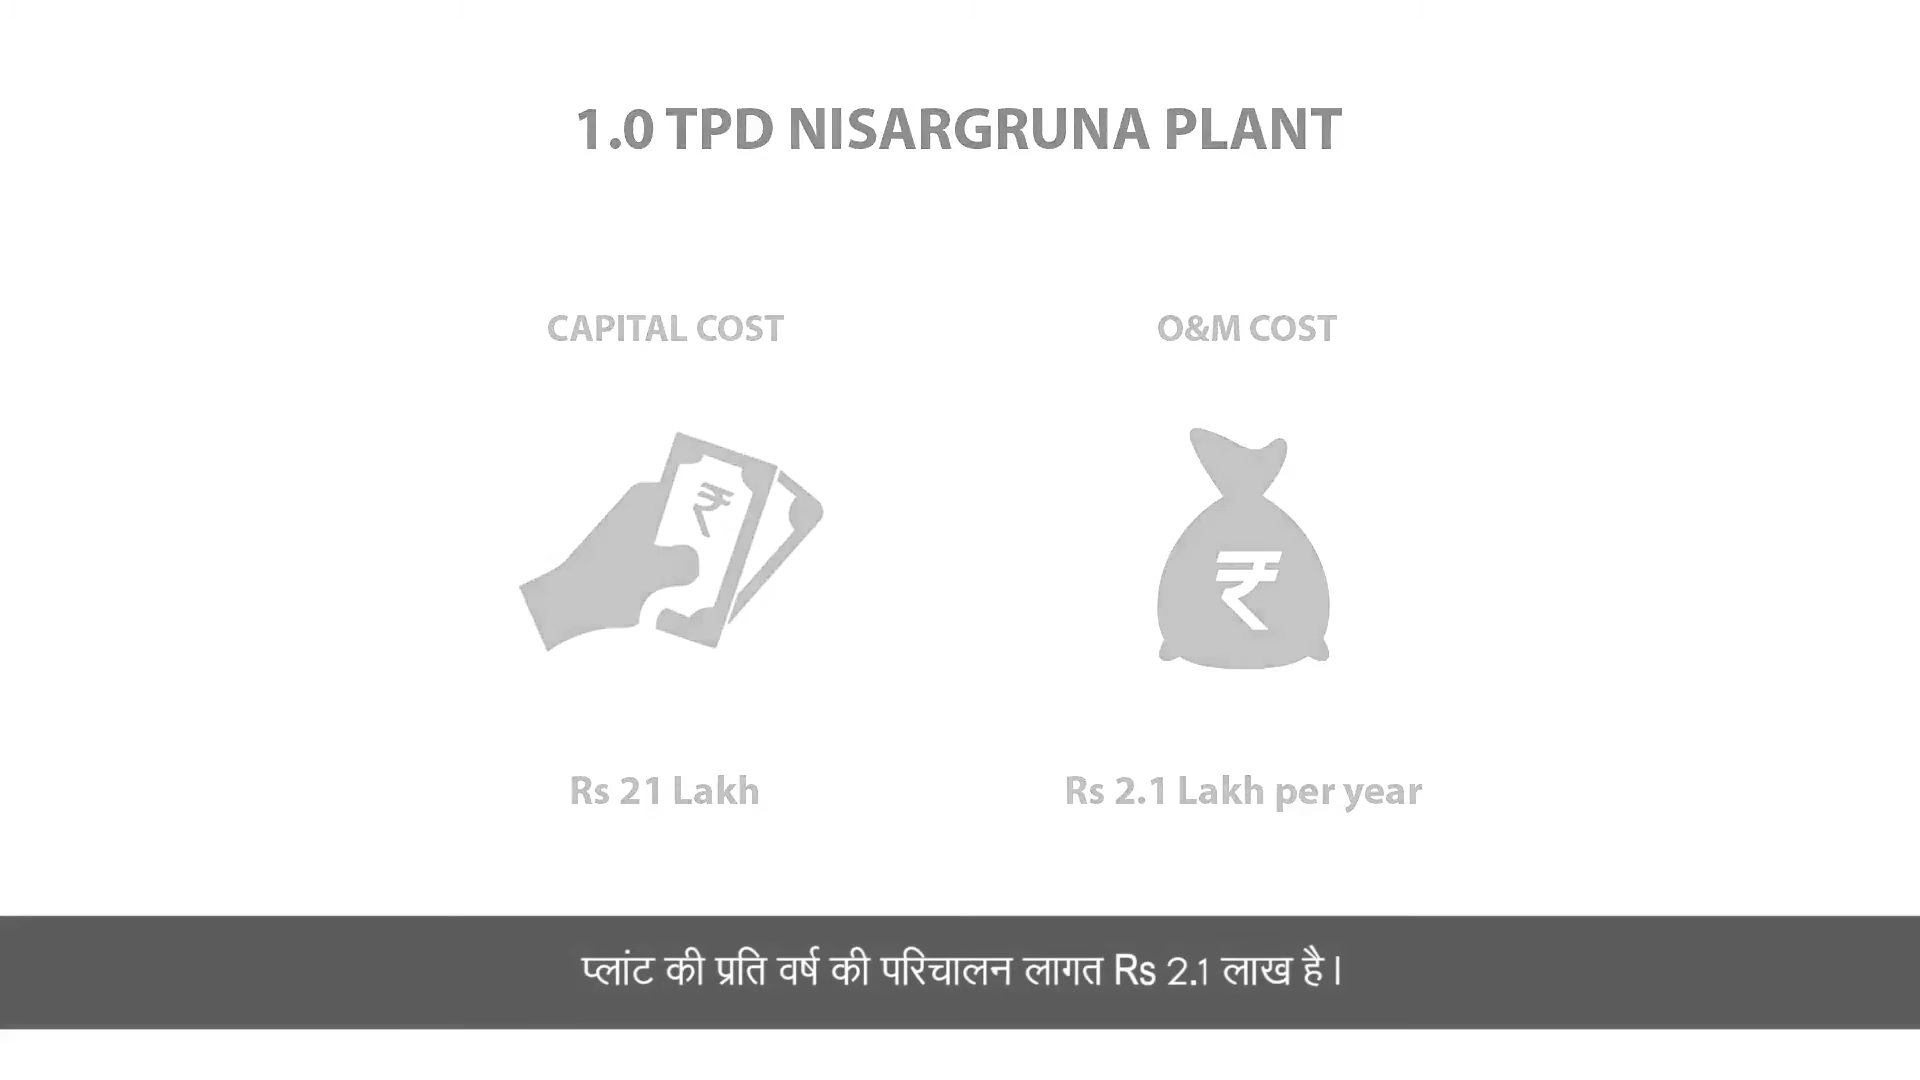 1.0 TPD NISARGRUNA PLANT
CAPITAL COST
O&M COST
₹
₹
Rs 21 Lakh
Rs 2.1 Lakh per year
प्लांट की प्रति वर्ष की परिचालन लागत Rs 2.1 लाख है।